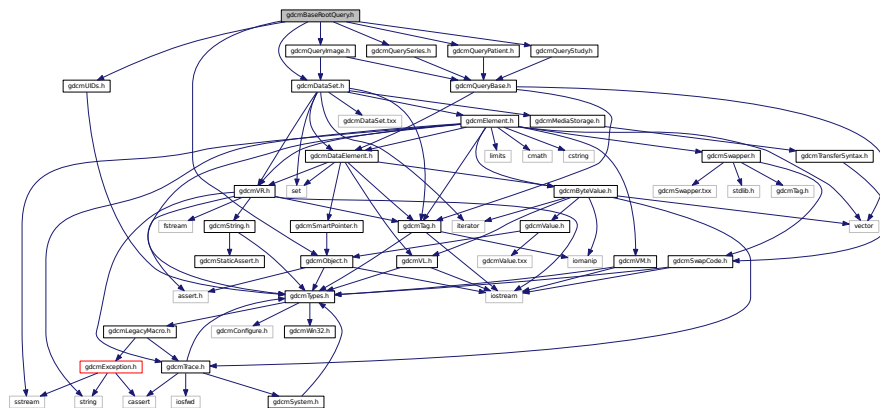 gdcmBaseRootQuery.h
gdcmQueryImage.h
gdcmQuerySeries.h
gdcmQueryPatient.h
gdcmQueryStudy.h
gdcmUIDs.h
gdcmDataSet.h
gdcmQueryBase.h
gdcmDataSet.txx
gdcmElement.h
gdcmMediaStorage.h
gdcmDataElement.h
limits
cmath
cstring
gdcmSwapper.h
gdcmTransferSyntax.h
gdcmVR.h
set
gdcmByteValue.h
gdcmSwapper.txx
stdlib.h
gdcmTag.h
fstream
gdcmString.h
gdcmSmartPointer.h
gdcmTag.h
iterator
gdcmValue.h
vector
gdcmStaticAssert.h
gdcmObject.h
gdcmVL.h
gdcmValue.txx
iomanip
gdcmVM.h
gdcmSwapCode.h
assert.h
gdcmTypes.h
iostream
gdcmLegacyMacro.h
gdcmConfigure.h
gdcmWin32.h
gdcmException.h
gdcmTrace.h
sstream
string
cassert
iosfwd
gdcmSystem.h